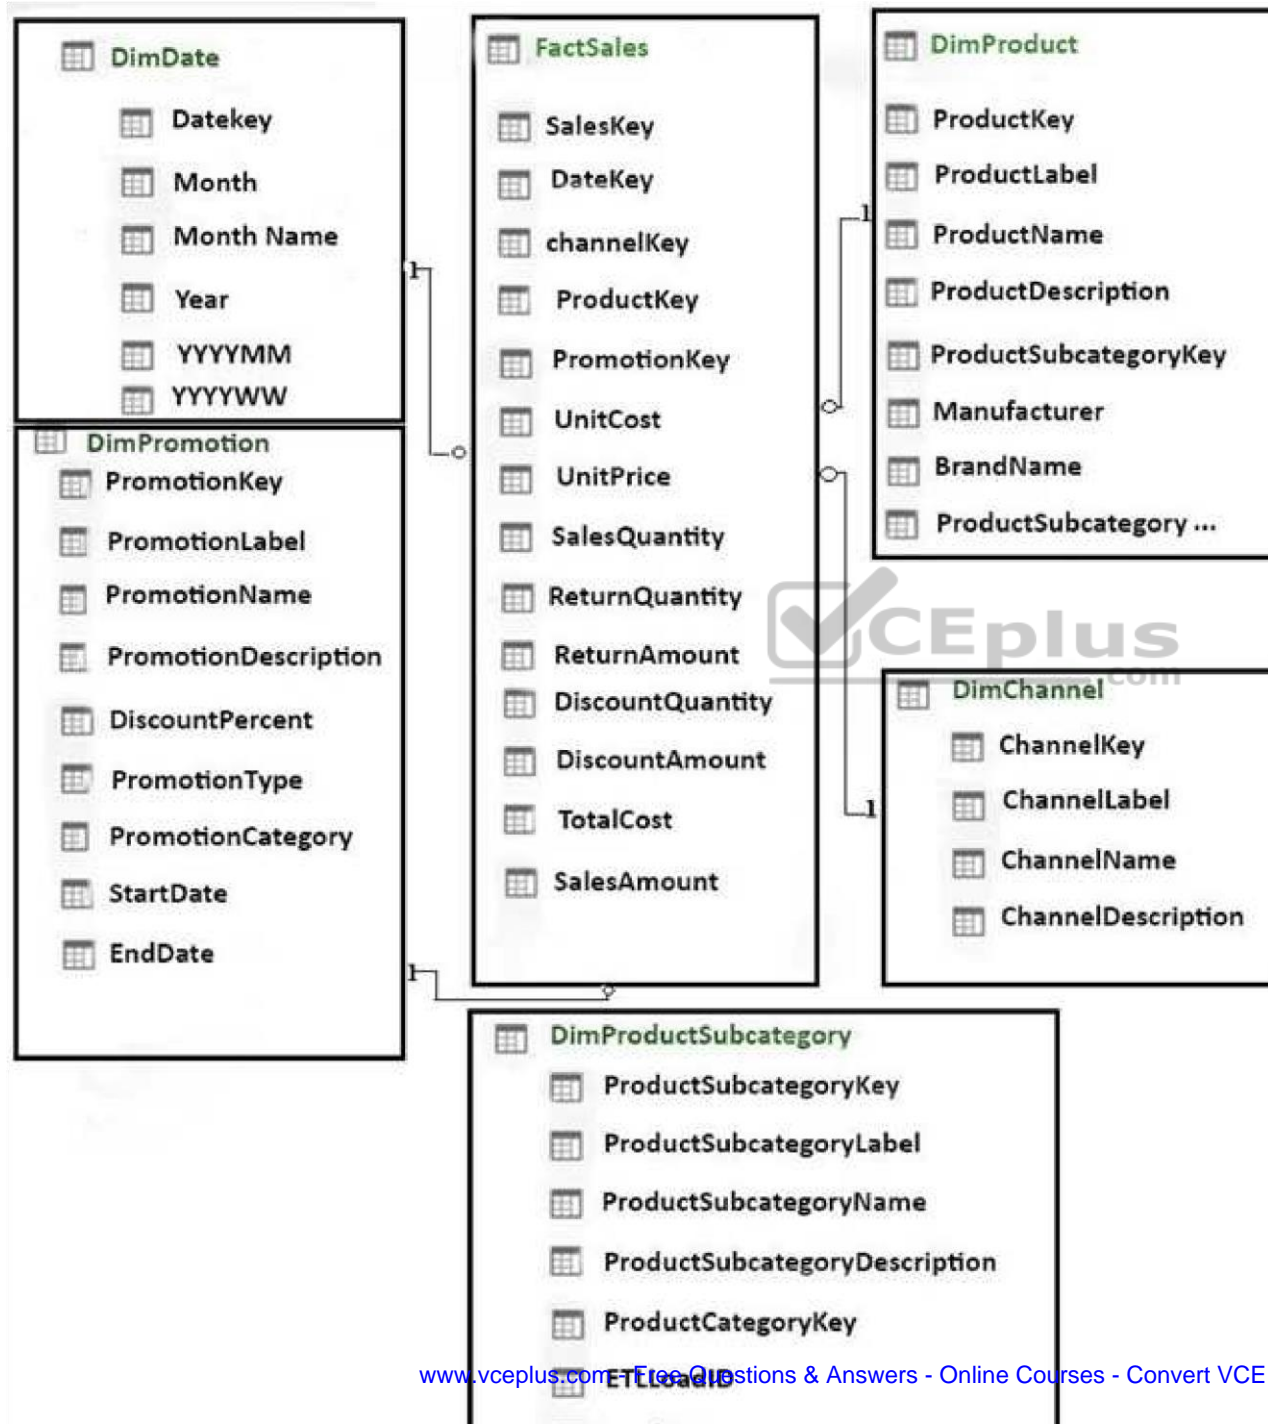 DimDate
Datekey
Month
Month Name
Year
YYYYMM
YYYYWW
DimPromotion
PromotionKey
PromotionLabel
PromotionName
PromotionDescription
DiscountPercent
PromotionType
PromotionCategory
StartDate
EndDate
1
1
FactSales
SalesKey
DateKey
channelKey
ProductKey
PromotionKey
UnitCost
UnitPrice
SalesQuantity
ReturnQuantity
ReturnAmount
DiscountQuantity
DiscountAmount
TotalCost
SalesAmount
1
1
DimProduct
ProductKey
ProductLabel
ProductName
ProductDescription
ProductSubcategoryKey
Manufacturer
BrandName
ProductSubcategory ...
VCEplus
.com
DimChannel
ChannelKey
ChannelLabel
ChannelName
ChannelDescription
DimProductSubcategory
ProductSubcategoryKey
ProductSubcategoryLabel
ProductSubcategoryName
ProductSubcategoryDescription
ProductCategoryKey
ETLLoadID
www.vceplus.com - Free Questions & Answers - Online Courses - Convert VCE